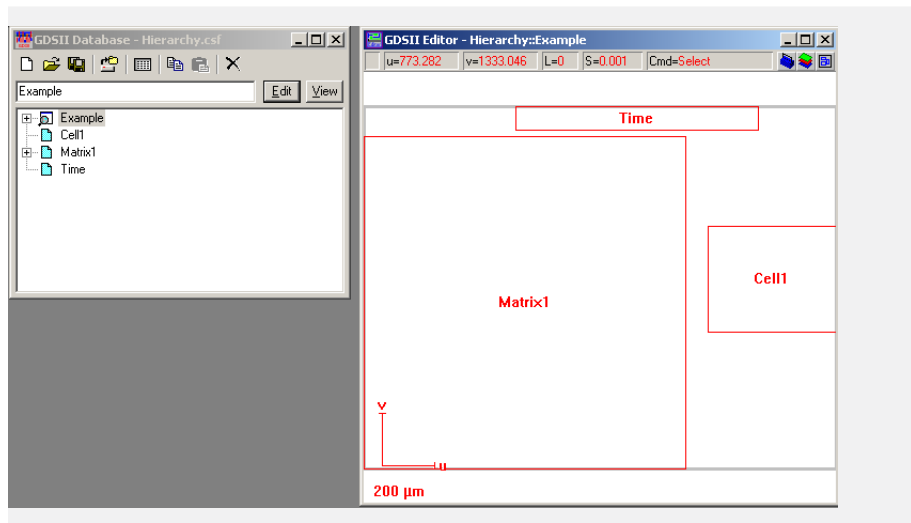 GDSII Database - Hierarchy.csf
Example
Edit
View
Example
Cell1
Matrix1
Time
GDSII Editor - Hierarchy::Example
u=773.282 v=1333.046 L=0 S=0.001 Cmd=Select
Time
Cell1
Matrix1
v
u
200 µm